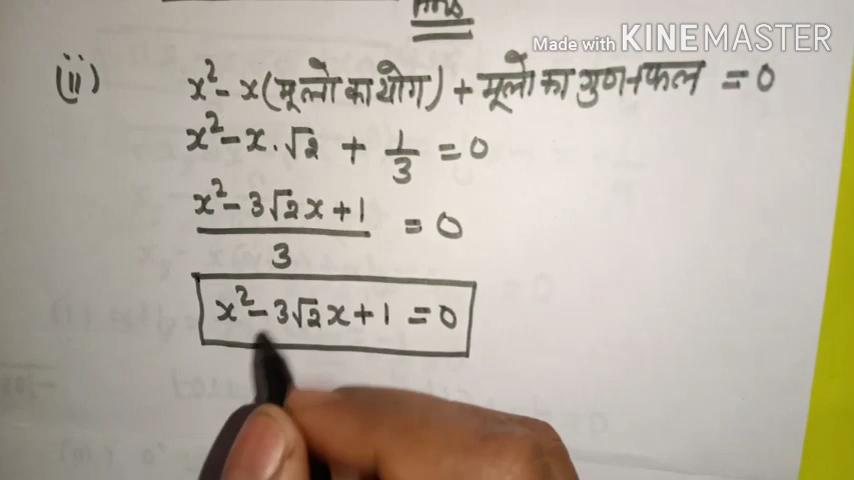 Ans
Made with KINEMASTER
(ii) x² - x (मूलो का योग) + मूलो का गुणनफल = 0
x² - x . √2 + 1/3 = 0
x² - 3√2x + 1 / 3 = 0
x² - 3√2x + 1 = 0